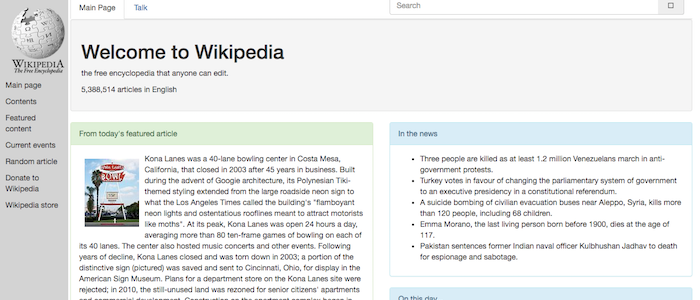 Main Page
Talk
Search
WIKIPEDIA
The Free Encyclopedia
Main page
Contents
Featured
content
Current events
Random article
Donate to
Wikipedia
Wikipedia store
Welcome to Wikipedia
the free encyclopedia that anyone can edit.
5,388,514 articles in English
From today's featured article
KONA LANES
BOWL
Kona Lanes was a 40-lane bowling center in Costa Mesa,
California, that closed in 2003 after 45 years in business. Built
during the advent of Googie architecture, its Polynesian Tiki-
themed styling extended from the large roadside neon sign to
what the Los Angeles Times called the building's "flamboyant
neon lights and ostentatious rooflines meant to attract motorists
like moths". At its peak, Kona Lanes was open 24 hours a day,
averaging more than 80 ten-frame games of bowling on each of
its 40 lanes. The center also hosted music concerts and other events. Following
years of decline, Kona Lanes closed and was torn down in 2003; a portion of the
distinctive sign (pictured) was saved and sent to Cincinnati, Ohio, for display in the
American Sign Museum. Plans for a department store on the Kona Lanes site were
rejected; in 2010, the still-unused land was rezoned for senior citizens' apartments
and commercial development. Construction on the apartment complex began in
In the news
Three people are killed as at least 1.2 million Venezuelans march in anti-
government protests.
Turkey votes in favour of changing the parliamentary system of government
to an executive presidency in a constitutional referendum.
A suicide bombing of civilian evacuation buses near Aleppo, Syria, kills more
than 120 people, including 68 children.
Emma Morano, the last living person born before 1900, dies at the age of
117.
Pakistan sentences former Indian naval officer Kulbhushan Jadhav to death
for espionage and sabotage.
On this day